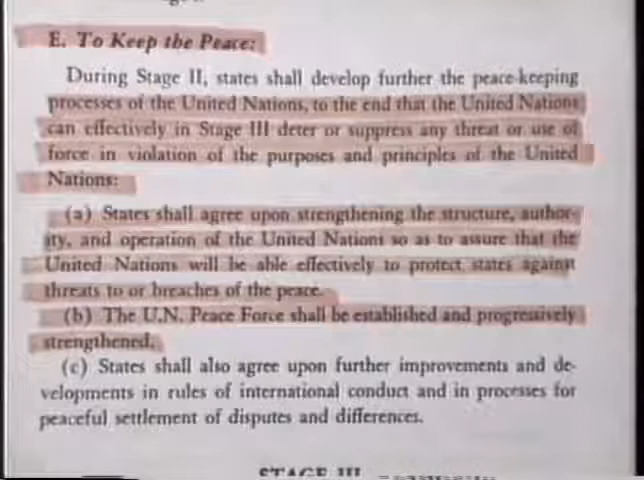 E. To Keep the Peace:
During Stage II, states shall develop further the peace-keeping
processes of the United Nations, to the end that the United Nations
can effectively in Stage III deter or suppress any threat or use of
force in violation of the purposes and principles of the United
Nations:
(a) States shall agree upon strengthening the structure, author-
ity, and operation of the United Nations so as to assure that the
United Nations will be able effectively to protect states against
threats to or breaches of the peace.
(b) The U.N. Peace Force shall be established and progressively
strengthened.
(c) States shall also agree upon further improvements and de-
velopments in rules of international conduct and in processes for
peaceful settlement of disputes and differences.
STAGE III